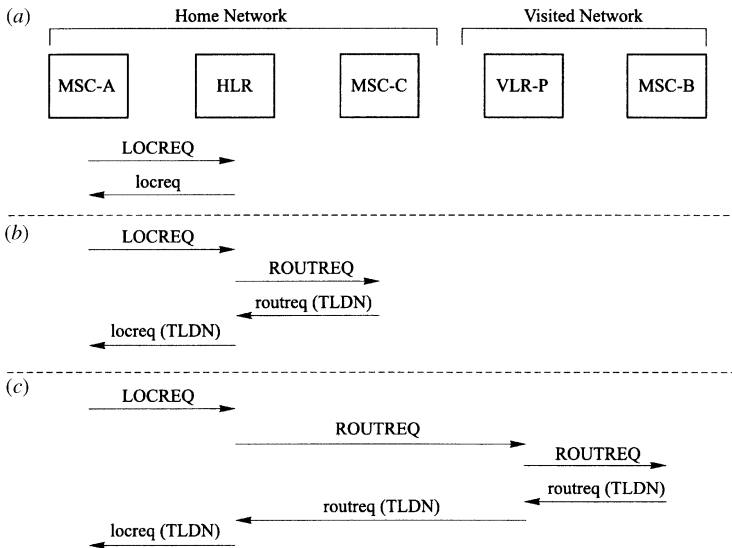 (a) Home Network Visited Network
MSC-A HLR MSC-C VLR-P MSC-B
LOCREQ
locreq
(b) LOCREQ
ROUTREQ
routreq (TLDN)
locreq (TLDN)
(c) LOCREQ
ROUTREQ
ROUTREQ
routreq (TLDN)
routreq (TLDN)
locreq (TLDN)